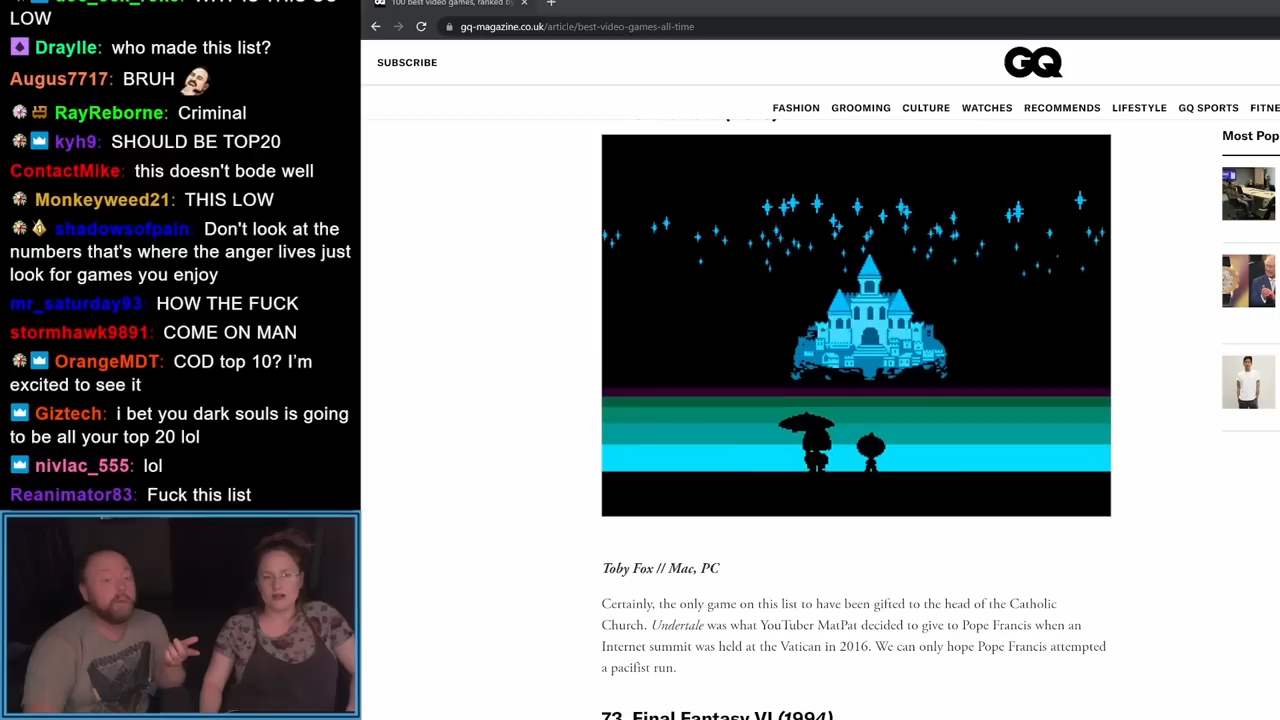 LOW
Draylle: who made this list?
Augus7717: BRUH
RayReborne: Criminal
kyh9: SHOULD BE TOP20
ContactMike: this doesn't bode well
Monkeyweed21: THIS LOW
shadowsofpain: Don't look at the
numbers that's where the anger lives just
look for games you enjoy
mr_saturday93: HOW THE FUCK
stormhawk9891: COME ON MAN
OrangeMDT: COD top 10? I'm
excited to see it
Giztech: i bet you dark souls is going
to be all your top 20 lol
nivlac_555: lol
Reanimator83: Fuck this list
GQ 100 best video games, ranked by
gq-magazine.co.uk/article/best-video-games-all-time
SUBSCRIBE
GQ
FASHION GROOMING CULTURE WATCHES RECOMMENDS LIFESTYLE GQ SPORTS FITNE
Most Pop
Toby Fox // Mac, PC
Certainly, the only game on this list to have been gifted to the head of the Catholic
Church. Undertale was what YouTuber MatPat decided to give to Pope Francis when an
Internet summit was held at the Vatican in 2016. We can only hope Pope Francis attempted
a pacifist run.
73. Final Fantasy VI (1994)